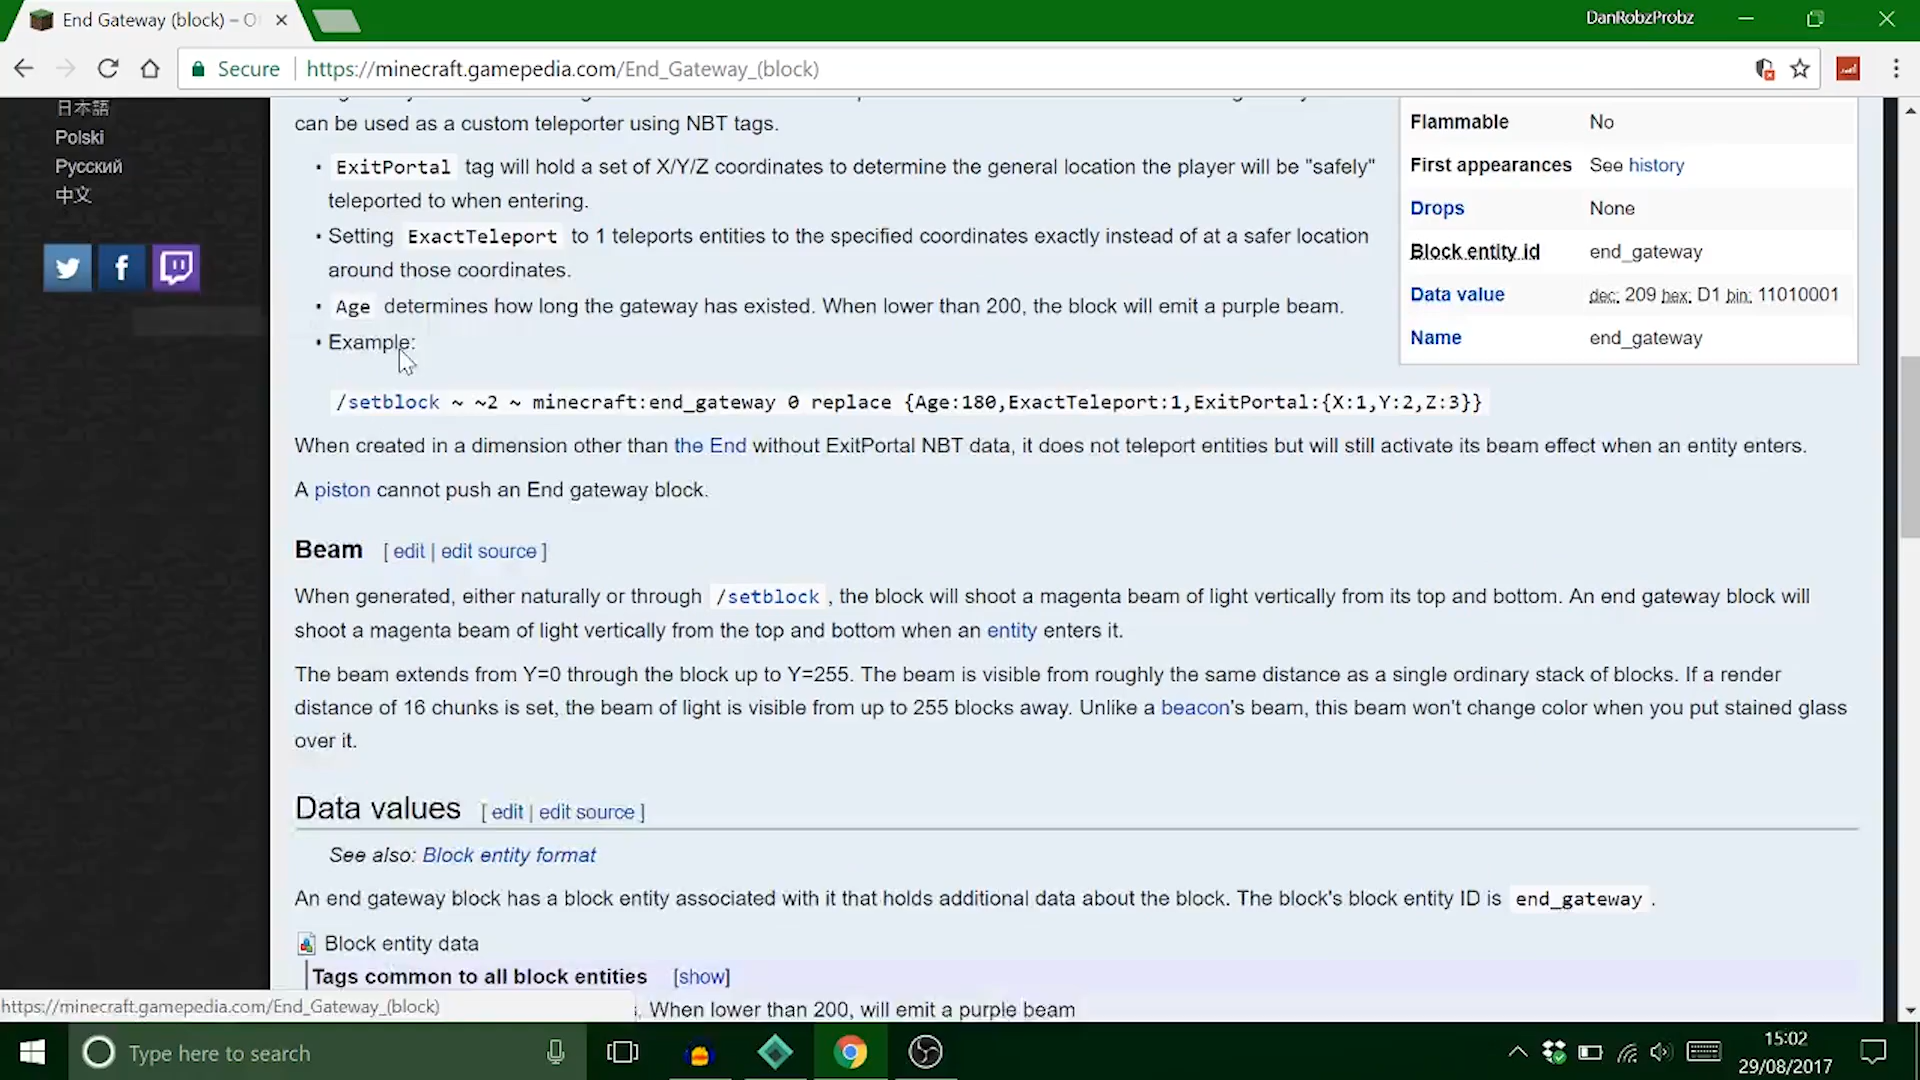 End Gateway (block) – O
DanRobzProbz
Secure
https://minecraft.gamepedia.com/End_Gateway_(block)
日本語
Polski
Русский
中文
can be used as a custom teleporter using NBT tags.
• ExitPortal tag will hold a set of X/Y/Z coordinates to determine the general location the player will be "safely"
teleported to when entering.
• Setting ExactTeleport to 1 teleports entities to the specified coordinates exactly instead of at a safer location
around those coordinates.
• Age determines how long the gateway has existed. When lower than 200, the block will emit a purple beam.
• Example:
/setblock ~ ~2 ~ minecraft:end_gateway 0 replace {Age:180,ExactTeleport:1,ExitPortal:{X:1,Y:2,Z:3}}
Flammable No
First appearances See history
Drops None
Block entity id end_gateway
Data value dec: 209 hex: D1 bin: 11010001
Name end_gateway
When created in a dimension other than the End without ExitPortal NBT data, it does not teleport entities but will still activate its beam effect when an entity enters.
A piston cannot push an End gateway block.
Beam [ edit | edit source ]
When generated, either naturally or through /setblock , the block will shoot a magenta beam of light vertically from its top and bottom. An end gateway block will
shoot a magenta beam of light vertically from the top and bottom when an entity enters it.
The beam extends from Y=0 through the block up to Y=255. The beam is visible from roughly the same distance as a single ordinary stack of blocks. If a render
distance of 16 chunks is set, the beam of light is visible from up to 255 blocks away. Unlike a beacon's beam, this beam won't change color when you put stained glass
over it.
Data values [ edit | edit source ]
See also: Block entity format
An end gateway block has a block entity associated with it that holds additional data about the block. The block's block entity ID is end_gateway .
Block entity data
Tags common to all block entities [show]
. When lower than 200, will emit a purple beam
https://minecraft.gamepedia.com/End_Gateway_(block)
Type here to search
15:02
29/08/2017